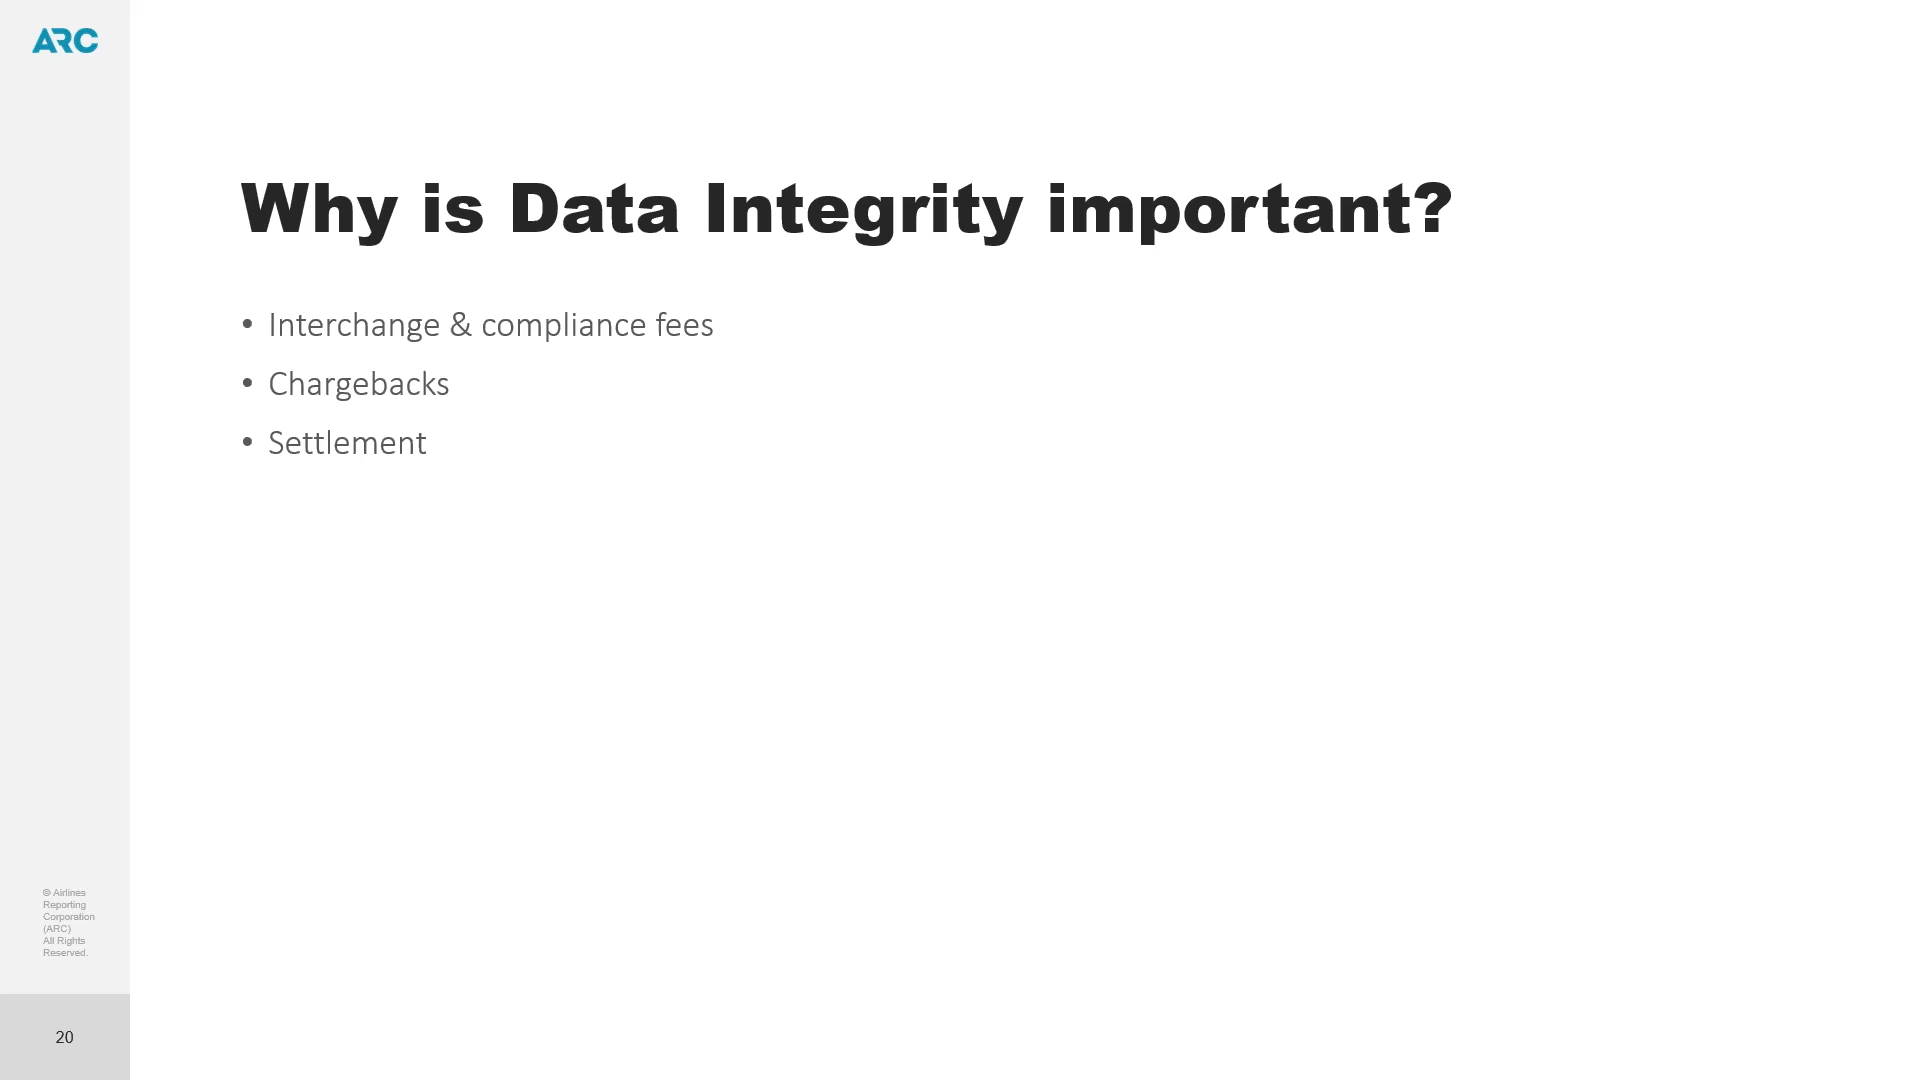 ARC
Why is Data Integrity important?
• Interchange & compliance fees
• Chargebacks
• Settlement
© Airlines
Reporting
Corporation
(ARC)
All Rights
Reserved.
20